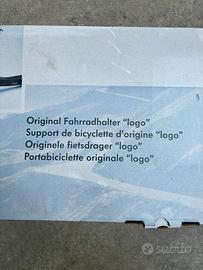 Original Fahrradhalter “logo”
Support de bicyclette d'origine “logo”
Originele fietsdrager “logo”
Portabiciclette originale “logo”
subito